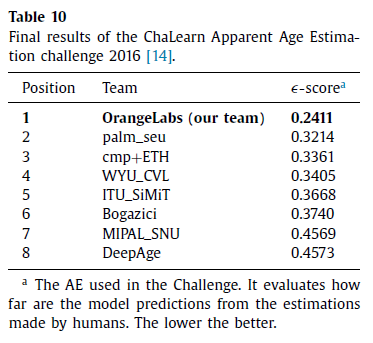 Table 10
Final results of the ChaLearn Apparent Age Estima-
tion challenge 2016 [14].
Position Team ϵ-scoreᵃ
1 OrangeLabs (our team) 0.2411
2 palm_seu 0.3214
3 cmp+ETH 0.3361
4 WYU_CVL 0.3405
5 ITU_SiMiT 0.3668
6 Bogazici 0.3740
7 MIPAL_SNU 0.4569
8 DeepAge 0.4573
ᵃ The AE used in the Challenge. It evaluates how
far are the model predictions from the estimations
made by humans. The lower the better.